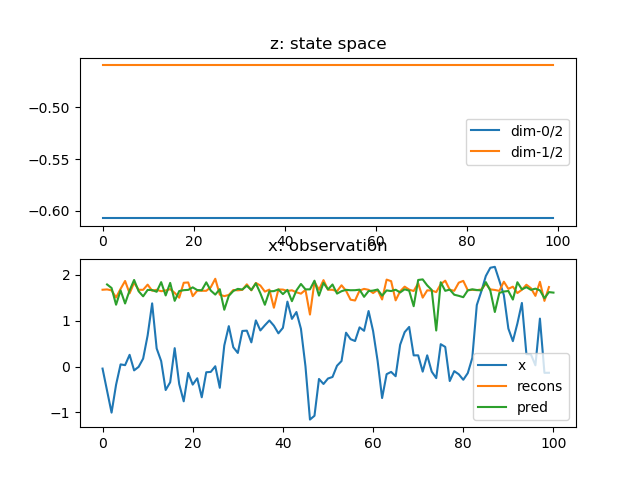 z: state space
−0.50
−0.55
−0.60
dim-0/2
dim-1/2
0 20 40 60 80 100
x: observation
2
1
0
−1
x
recons
pred
0 20 40 60 80 100